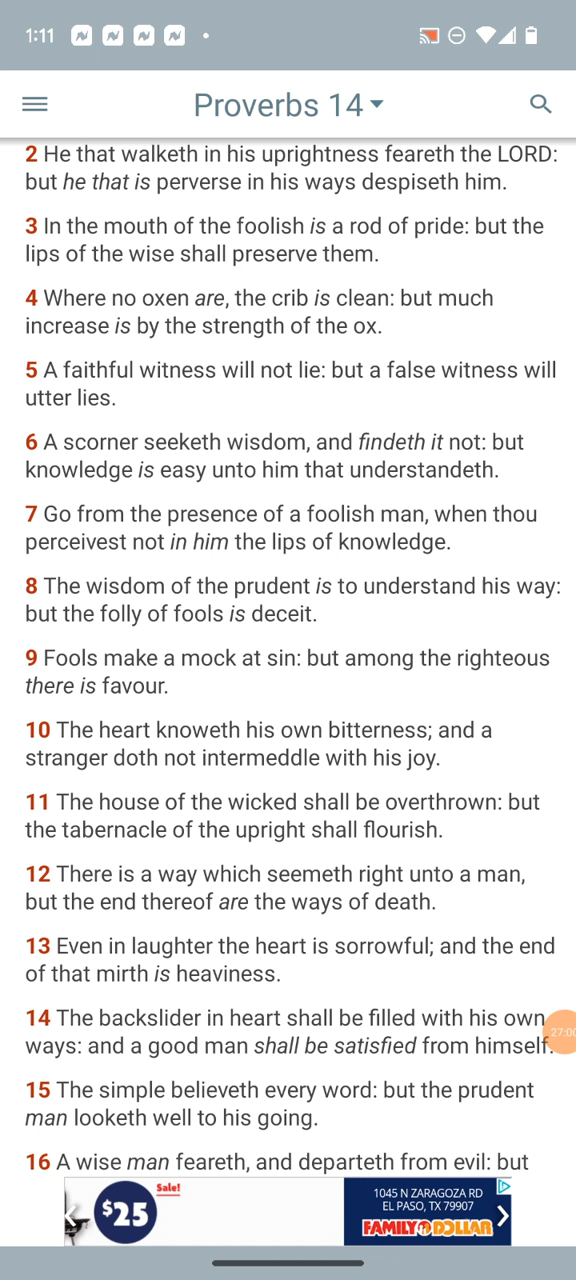 1:11
Proverbs 14
2 He that walketh in his uprightness feareth the LORD:
but he that is perverse in his ways despiseth him.
3 In the mouth of the foolish is a rod of pride: but the
lips of the wise shall preserve them.
4 Where no oxen are, the crib is clean: but much
increase is by the strength of the ox.
5 A faithful witness will not lie: but a false witness will
utter lies.
6 A scorner seeketh wisdom, and findeth it not: but
knowledge is easy unto him that understandeth.
7 Go from the presence of a foolish man, when thou
perceivest not in him the lips of knowledge.
8 The wisdom of the prudent is to understand his way:
but the folly of fools is deceit.
9 Fools make a mock at sin: but among the righteous
there is favour.
10 The heart knoweth his own bitterness; and a
stranger doth not intermeddle with his joy.
11 The house of the wicked shall be overthrown: but
the tabernacle of the upright shall flourish.
12 There is a way which seemeth right unto a man,
but the end thereof are the ways of death.
13 Even in laughter the heart is sorrowful; and the end
of that mirth is heaviness.
14 The backslider in heart shall be filled with his own
ways: and a good man shall be satisfied from himself.
27:00
15 The simple believeth every word: but the prudent
man looketh well to his going.
16 A wise man feareth, and departeth from evil: but
Sale!
$25
1045 N ZARAGOZA RD
EL PASO, TX 79907
FAMILY DOLLAR